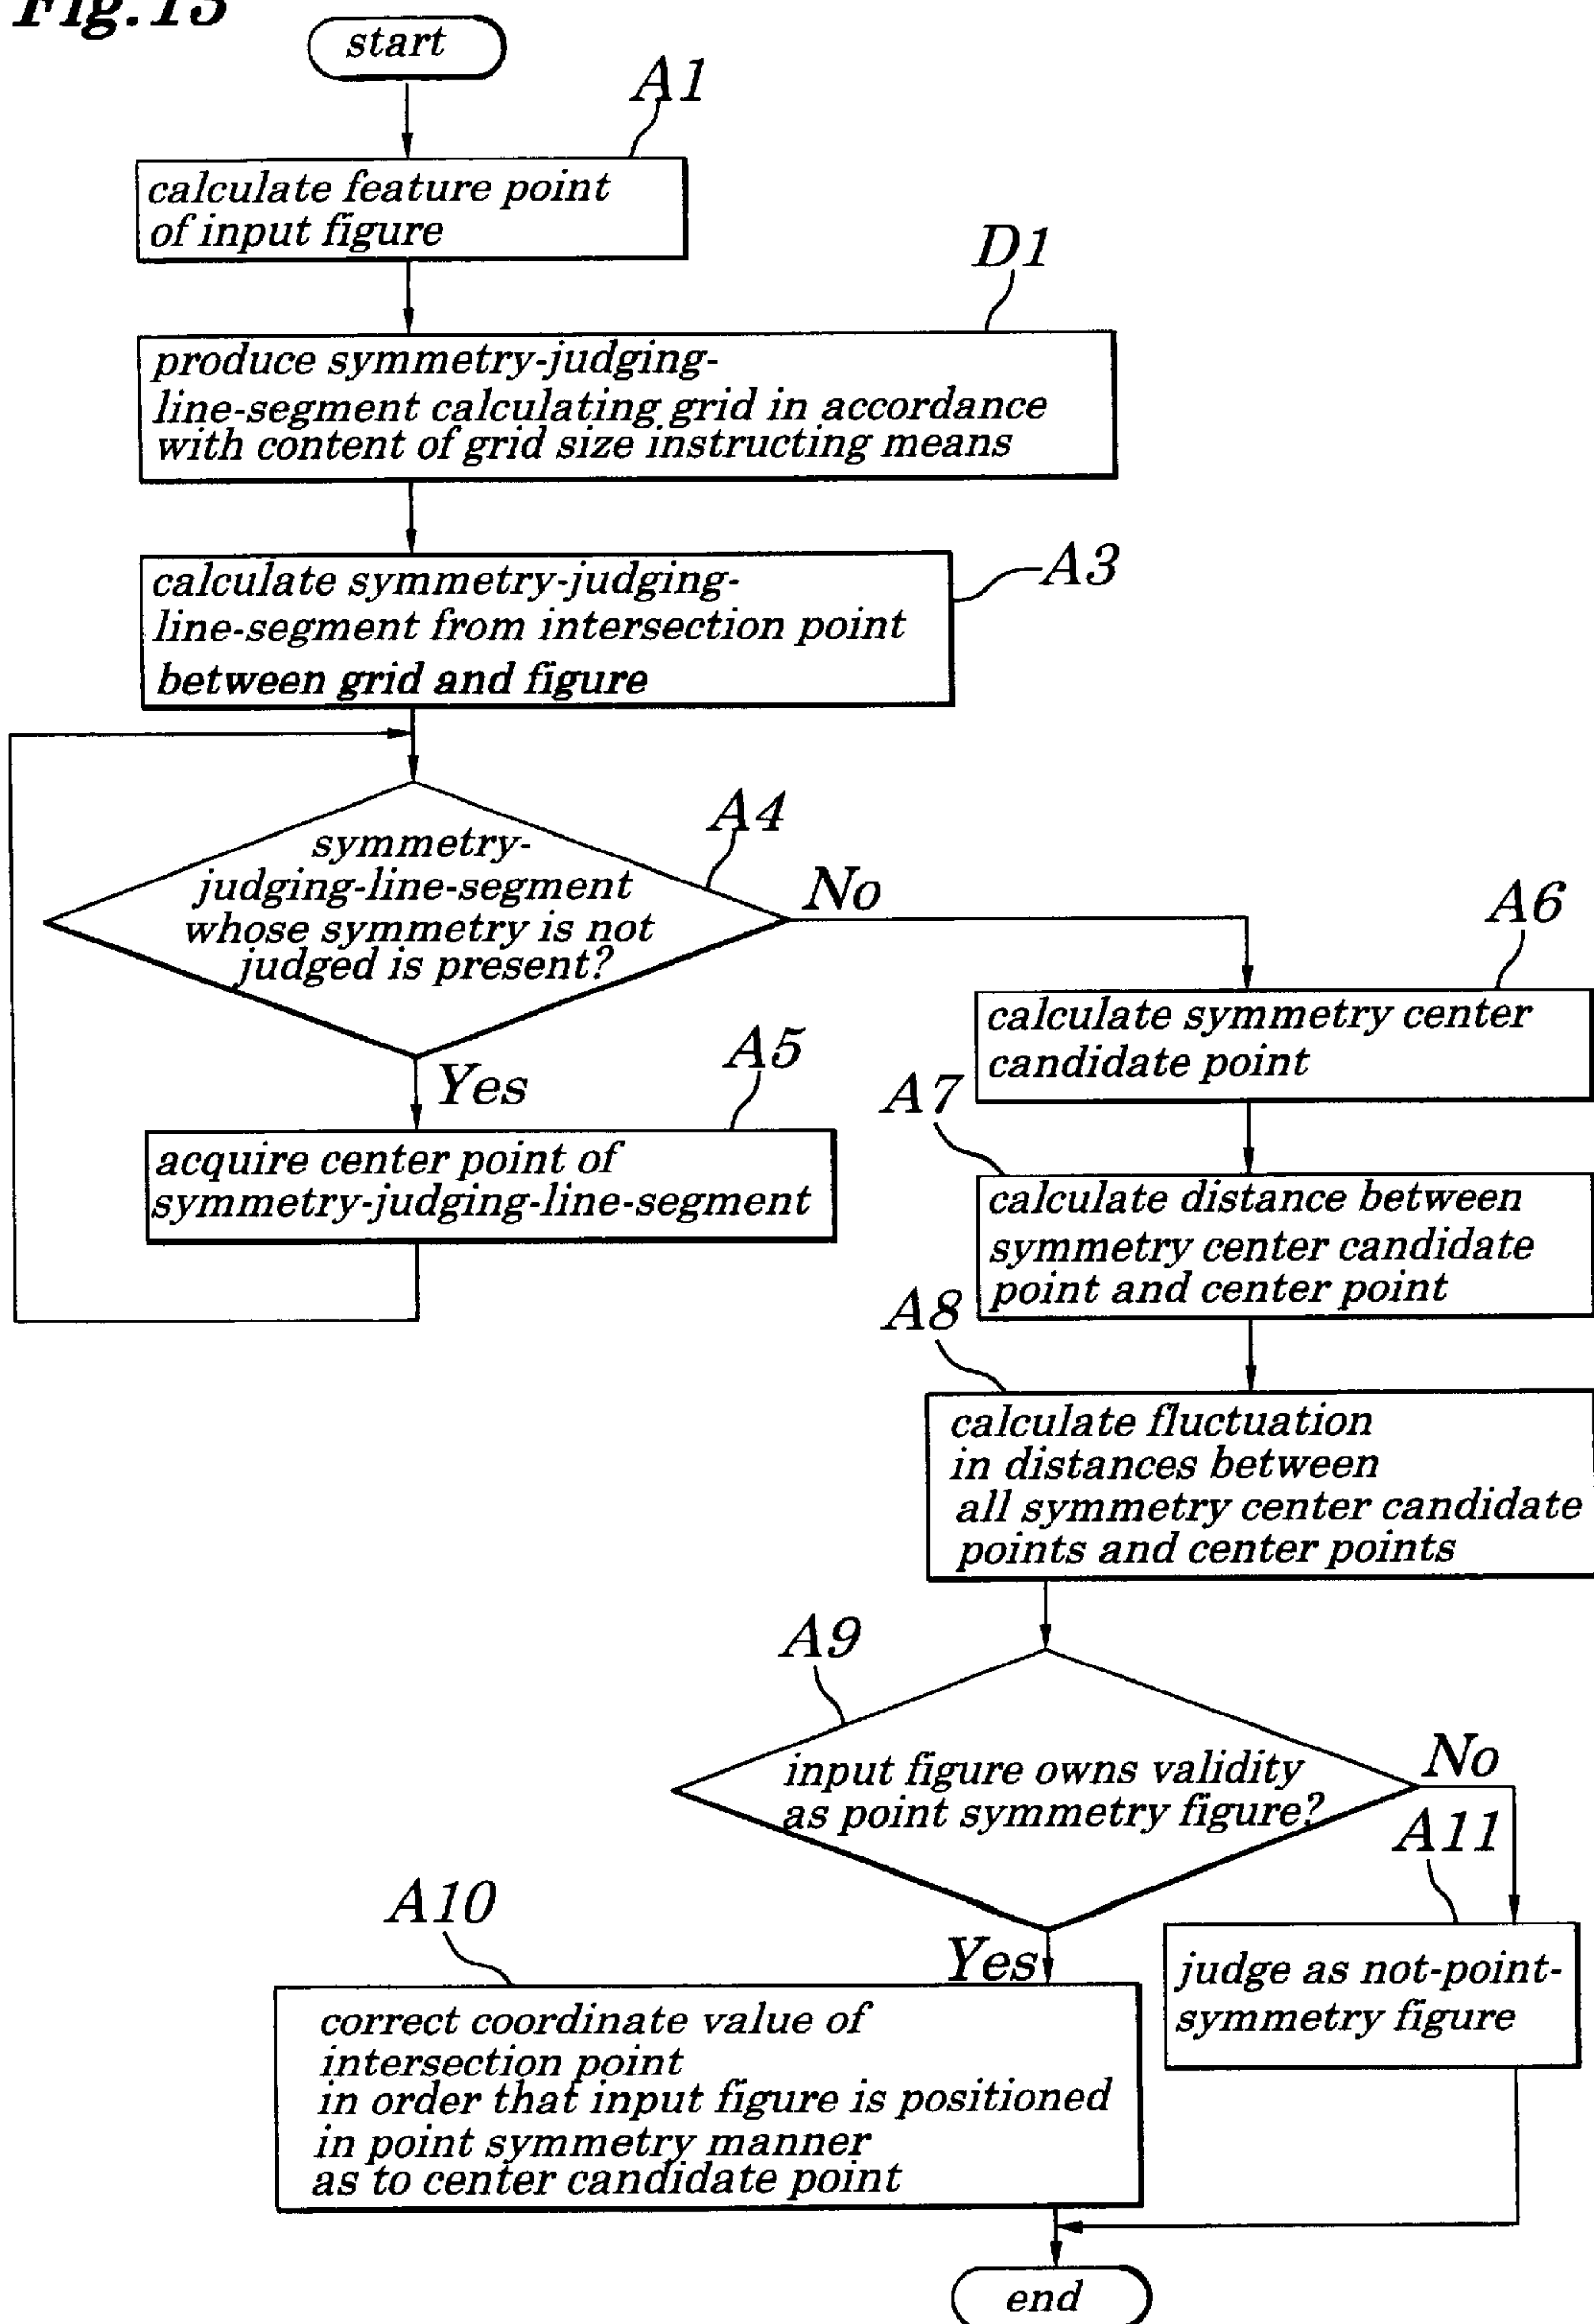 Fig.13
start
A1
calculate feature point
of input figure
D1
produce symmetry-judging-
line-segment calculating grid in accordance
with content of grid size instructing means
A3
calculate symmetry-judging-
line-segment from intersection point
between grid and figure
A4
symmetry-
judging-line-segment
whose symmetry is not
judged is present?
No
Yes
A5
acquire center point of
symmetry-judging-line-segment
A6
calculate symmetry center
candidate point
A7
calculate distance between
symmetry center candidate
point and center point
A8
calculate fluctuation
in distances between
all symmetry center candidate
points and center points
A9
input figure owns validity
as point symmetry figure?
No
Yes
A10
correct coordinate value of
intersection point
in order that input figure is positioned
in point symmetry manner
as to center candidate point
A11
judge as not-point-
symmetry figure
end